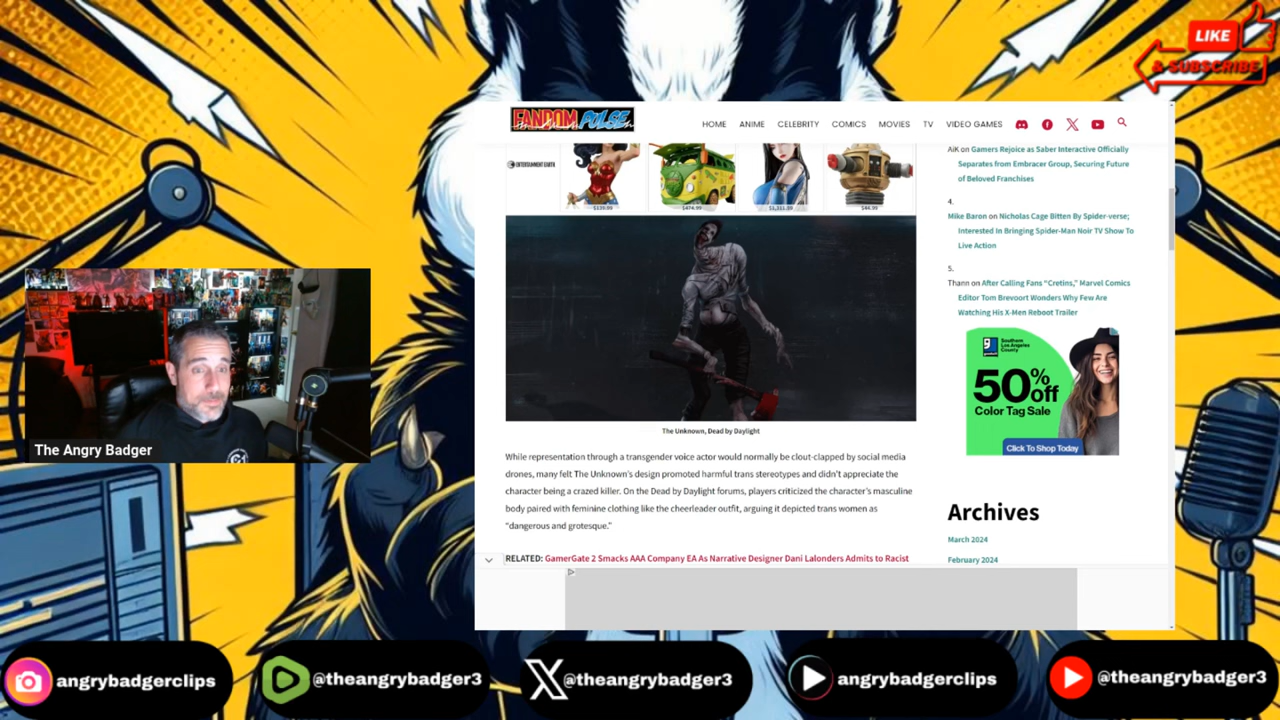 LIKE
& SUBSCRIBE
FANDOM PULSE
HOME ANIME CELEBRITY COMICS MOVIES TV VIDEO GAMES
ENTERTAINMENT EARTH
$474.99
$44.99
AiK on Gamers Rejoice as Saber Interactive Officially
Separates from Embracer Group, Securing Future
of Beloved Franchises
4.
Mike Baron on Nicholas Cage Bitten By Spider-verse;
Interested In Bringing Spider-Man Noir TV Show To
Live Action
5.
Thann on After Calling Fans “Cretins,” Marvel Comics
Editor Tom Brevoort Wonders Why Few Are
Watching His X-Men Reboot Trailer
Southern
Los Angeles
County
50% off
Color Tag Sale
Click To Shop Today
The Unknown, Dead by Daylight
While representation through a transgender voice actor would normally be clout-clapped by social media
drones, many felt The Unknown’s design promoted harmful trans stereotypes and didn’t appreciate the
character being a crazed killer. On the Dead by Daylight forums, players criticized the character’s masculine
body paired with feminine clothing like the cheerleader outfit, arguing it depicted trans women as
“dangerous and grotesque.”
RELATED: GamerGate 2 Smacks AAA Company EA As Narrative Designer Dani Lalonders Admits to Racist
Archives
March 2024
February 2024
The Angry Badger
angrybadgerclips
@theangrybadger3
@theangrybadger3
angrybadgerclips
@theangrybadger3